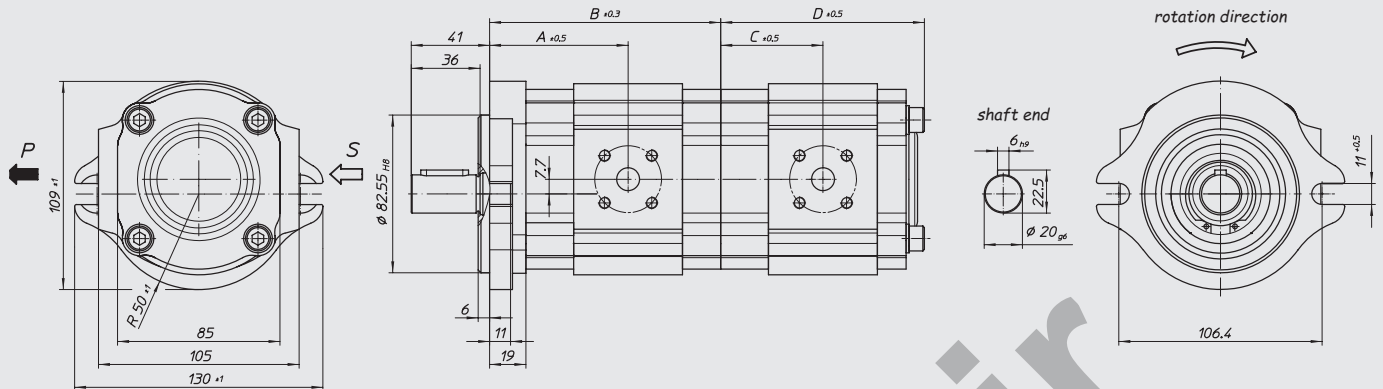 P
S
109 ±1
R 50 ±1
85
105
130 ±1
B ±0.3
D ±0.5
A ±0.5
C ±0.5
41
36
Ø 82.55 H8
7.7
6
11
19
shaft end
6 h9
22.5
Ø 20 g6
rotation direction
11 +0.5
106.4
ir